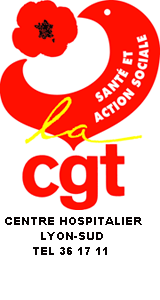 SANTÉ ET
ACTION SOCIALE
la
cgt
CENTRE HOSPITALIER
LYON-SUD
TEL 36 17 11